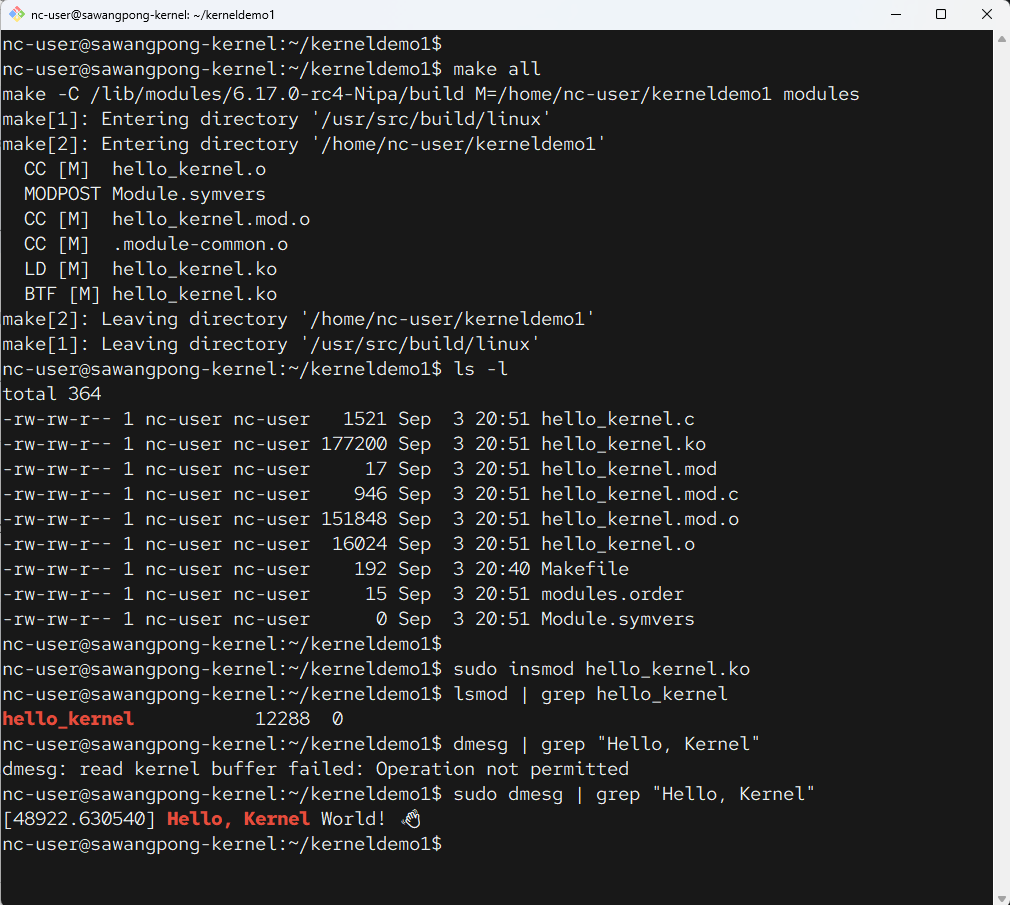 nc-user@sawangpong-kernel: ~/kerneldemo1
nc-user@sawangpong-kernel:~/kerneldemo1$
nc-user@sawangpong-kernel:~/kerneldemo1$ make all
make -C /lib/modules/6.17.0-rc4-Nipa/build M=/home/nc-user/kerneldemo1 modules
make[1]: Entering directory '/usr/src/build/linux'
make[2]: Entering directory '/home/nc-user/kerneldemo1'
  CC [M]  hello_kernel.o
  MODPOST Module.symvers
  CC [M]  hello_kernel.mod.o
  CC [M]  .module-common.o
  LD [M]  hello_kernel.ko
  BTF [M] hello_kernel.ko
make[2]: Leaving directory '/home/nc-user/kerneldemo1'
make[1]: Leaving directory '/usr/src/build/linux'
nc-user@sawangpong-kernel:~/kerneldemo1$ ls -l
total 364
-rw-rw-r-- 1 nc-user nc-user   1521 Sep  3 20:51 hello_kernel.c
-rw-rw-r-- 1 nc-user nc-user 177200 Sep  3 20:51 hello_kernel.ko
-rw-rw-r-- 1 nc-user nc-user     17 Sep  3 20:51 hello_kernel.mod
-rw-rw-r-- 1 nc-user nc-user    946 Sep  3 20:51 hello_kernel.mod.c
-rw-rw-r-- 1 nc-user nc-user 151848 Sep  3 20:51 hello_kernel.mod.o
-rw-rw-r-- 1 nc-user nc-user  16024 Sep  3 20:51 hello_kernel.o
-rw-rw-r-- 1 nc-user nc-user    192 Sep  3 20:40 Makefile
-rw-rw-r-- 1 nc-user nc-user     15 Sep  3 20:51 modules.order
-rw-rw-r-- 1 nc-user nc-user      0 Sep  3 20:51 Module.symvers
nc-user@sawangpong-kernel:~/kerneldemo1$
nc-user@sawangpong-kernel:~/kerneldemo1$ sudo insmod hello_kernel.ko
nc-user@sawangpong-kernel:~/kerneldemo1$ lsmod | grep hello_kernel
hello_kernel           12288  0
nc-user@sawangpong-kernel:~/kerneldemo1$ dmesg | grep "Hello, Kernel"
dmesg: read kernel buffer failed: Operation not permitted
nc-user@sawangpong-kernel:~/kerneldemo1$ sudo dmesg | grep "Hello, Kernel"
[48922.630540] Hello, Kernel World! 👋
nc-user@sawangpong-kernel:~/kerneldemo1$